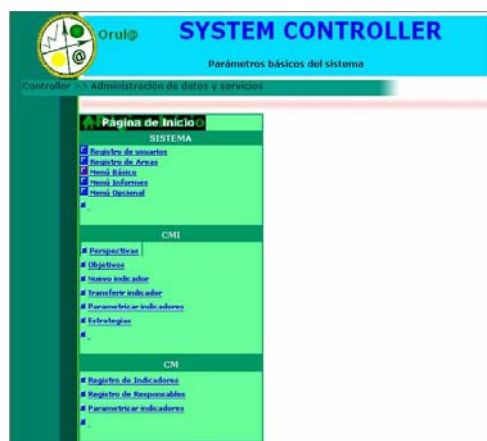 Orul@
SYSTEM CONTROLLER
Parámetros básicos del sistema
Controller >> Administración de datos y servicios
Página de Inicio
SISTEMA
Registro de usuarios
Registro de Areas
Menú Básico
Menú Informes
Menú Opcional
CMI
Perspectivas
Objetivos
Nuevo indicador
Transferir indicador
Parametrizar indicadores
Estrategias
CM
Registro de Indicadores
Registro de Responsables
Parametrizar indicadores